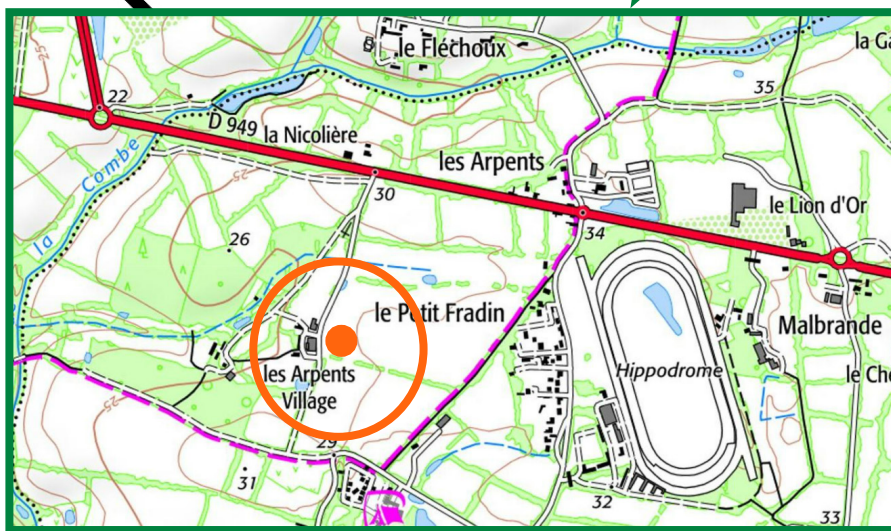 le Fléchoux
la Ga
35
22
D 949
la Nicolière
25
les Arpents
la Combe
25
30
le Lion d'Or
34
26
le Petit Fradin
Malbrande
Hippodrome
les Arpents
Village
le Che
25
29
31
32
33